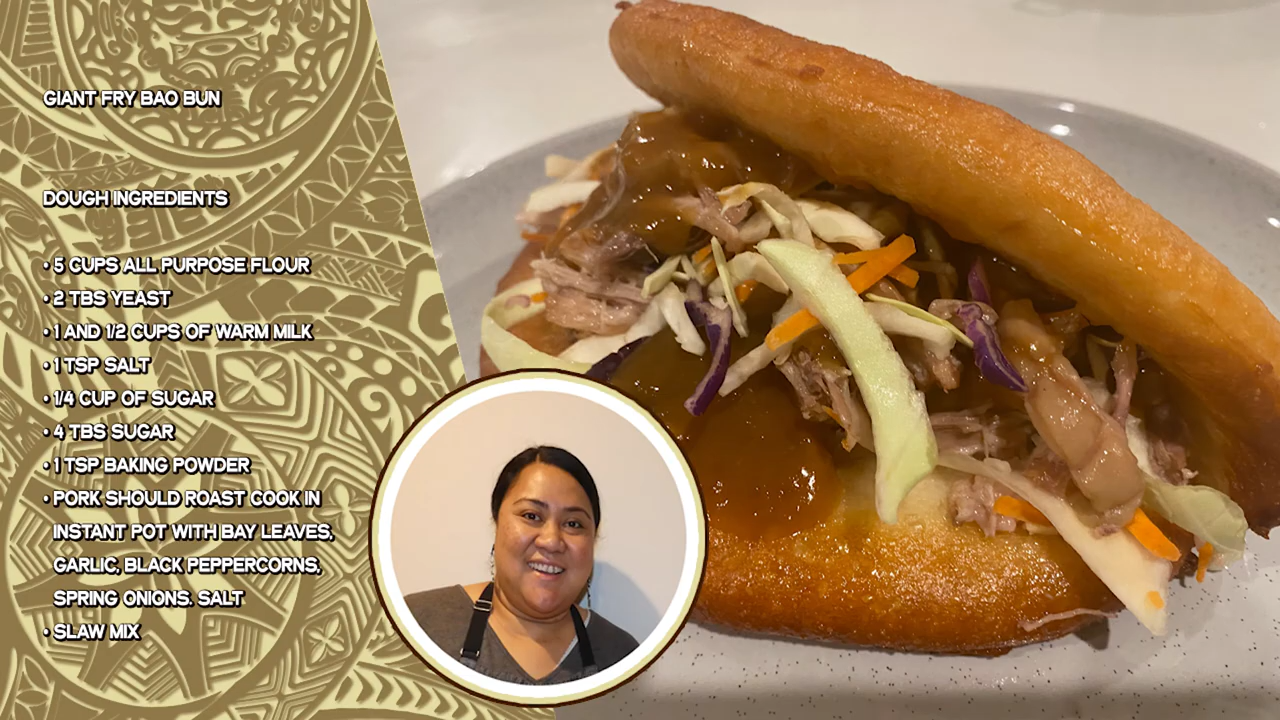 GIANT FRY BAO BUN
DOUGH INGREDIENTS
• 5 CUPS ALL PURPOSE FLOUR
• 2 TBS YEAST
• 1 AND 1/2 CUPS OF WARM MILK
• 1 TSP SALT
• 1/4 CUP OF SUGAR
• 4 TBS SUGAR
• 1 TSP BAKING POWDER
• PORK SHOULD ROAST COOK IN
INSTANT POT WITH BAY LEAVES,
GARLIC, BLACK PEPPERCORNS,
SPRING ONIONS. SALT
• SLAW MIX